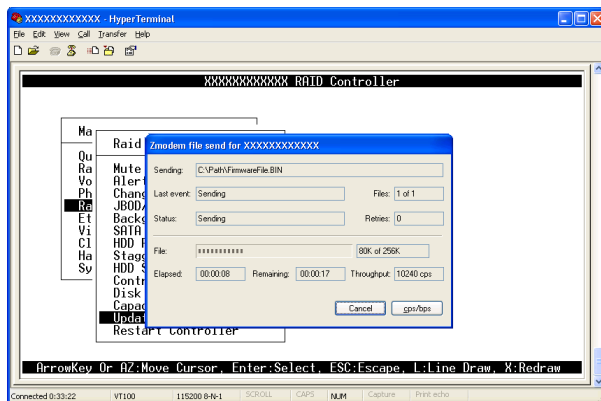 XXXXXXXXXXXX - HyperTerminal
File Edit View Call Transfer Help
XXXXXXXXXXXX RAID Controller
Ma
Qu
Ra
Vo
Ph
Ra
Et
Vi
Cl
Ha
Sy
Raid
Mute
Alert
Chang
JBOD/
Backg
SATA
HDD R
Stagg
HDD S
Contr
Disk
Capac
Updat
Restart Controller
Zmodem file send for XXXXXXXXXXXX
Sending: C:\Path\FirmwareFile.BIN
Last event: Sending Files: 1 of 1
Status: Sending Retries: 0
File: 80K of 256K
Elapsed: 00:00:08 Remaining: 00:00:17 Throughput: 10240 cps
Cancel cps/bps
ArrowKey Or AZ:Move Cursor, Enter:Select, ESC:Escape, L:Line Draw, X:Redraw
Connected 0:33:22 VT100 115200 8-N-1 SCROLL CAPS NUM Capture Print echo